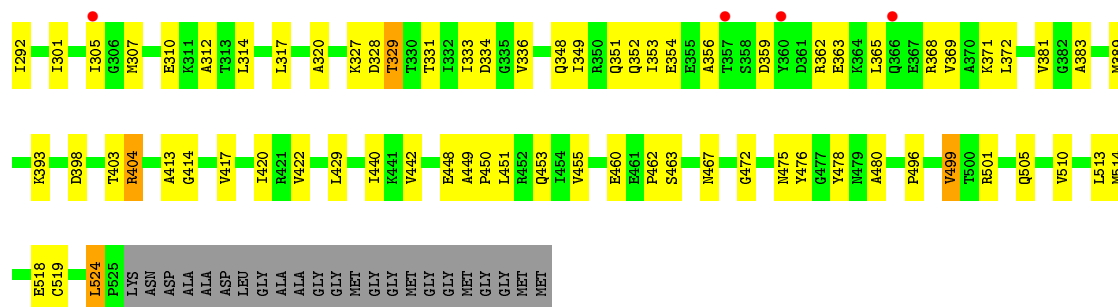 I292 I301 I305 G306 M307 E310 K311 A312 T313 L314 L317 A320 K327 D328 T329 T330 T331 I332 I333 D334 G335 V336 Q348 I349 R350 Q351 Q352 I353 E354 E355 A356 T357 S358 D359 Y360 D361 R362 E363 K364 L365 Q366 E367 R368 V369 A370 K371 L372 V381 G382 A383
K393 D398 T403 R404 A413 G414 V417 I420 R421 V422 L429 I440 K441 V442 E448 A449 P450 L451 R452 Q453 I454 V455 E460 E461 P462 S463 N467 G472 N475 Y476 G477 Y478 N479 A480 P496 V499 T500 R501 Q505 V510 L513 M514
E518 C519 L524 P525 LYS ASN ASP ALA ALA ASP LEU GLY ALA ALA GLY GLY MET GLY GLY MET GLY GLY MET MET